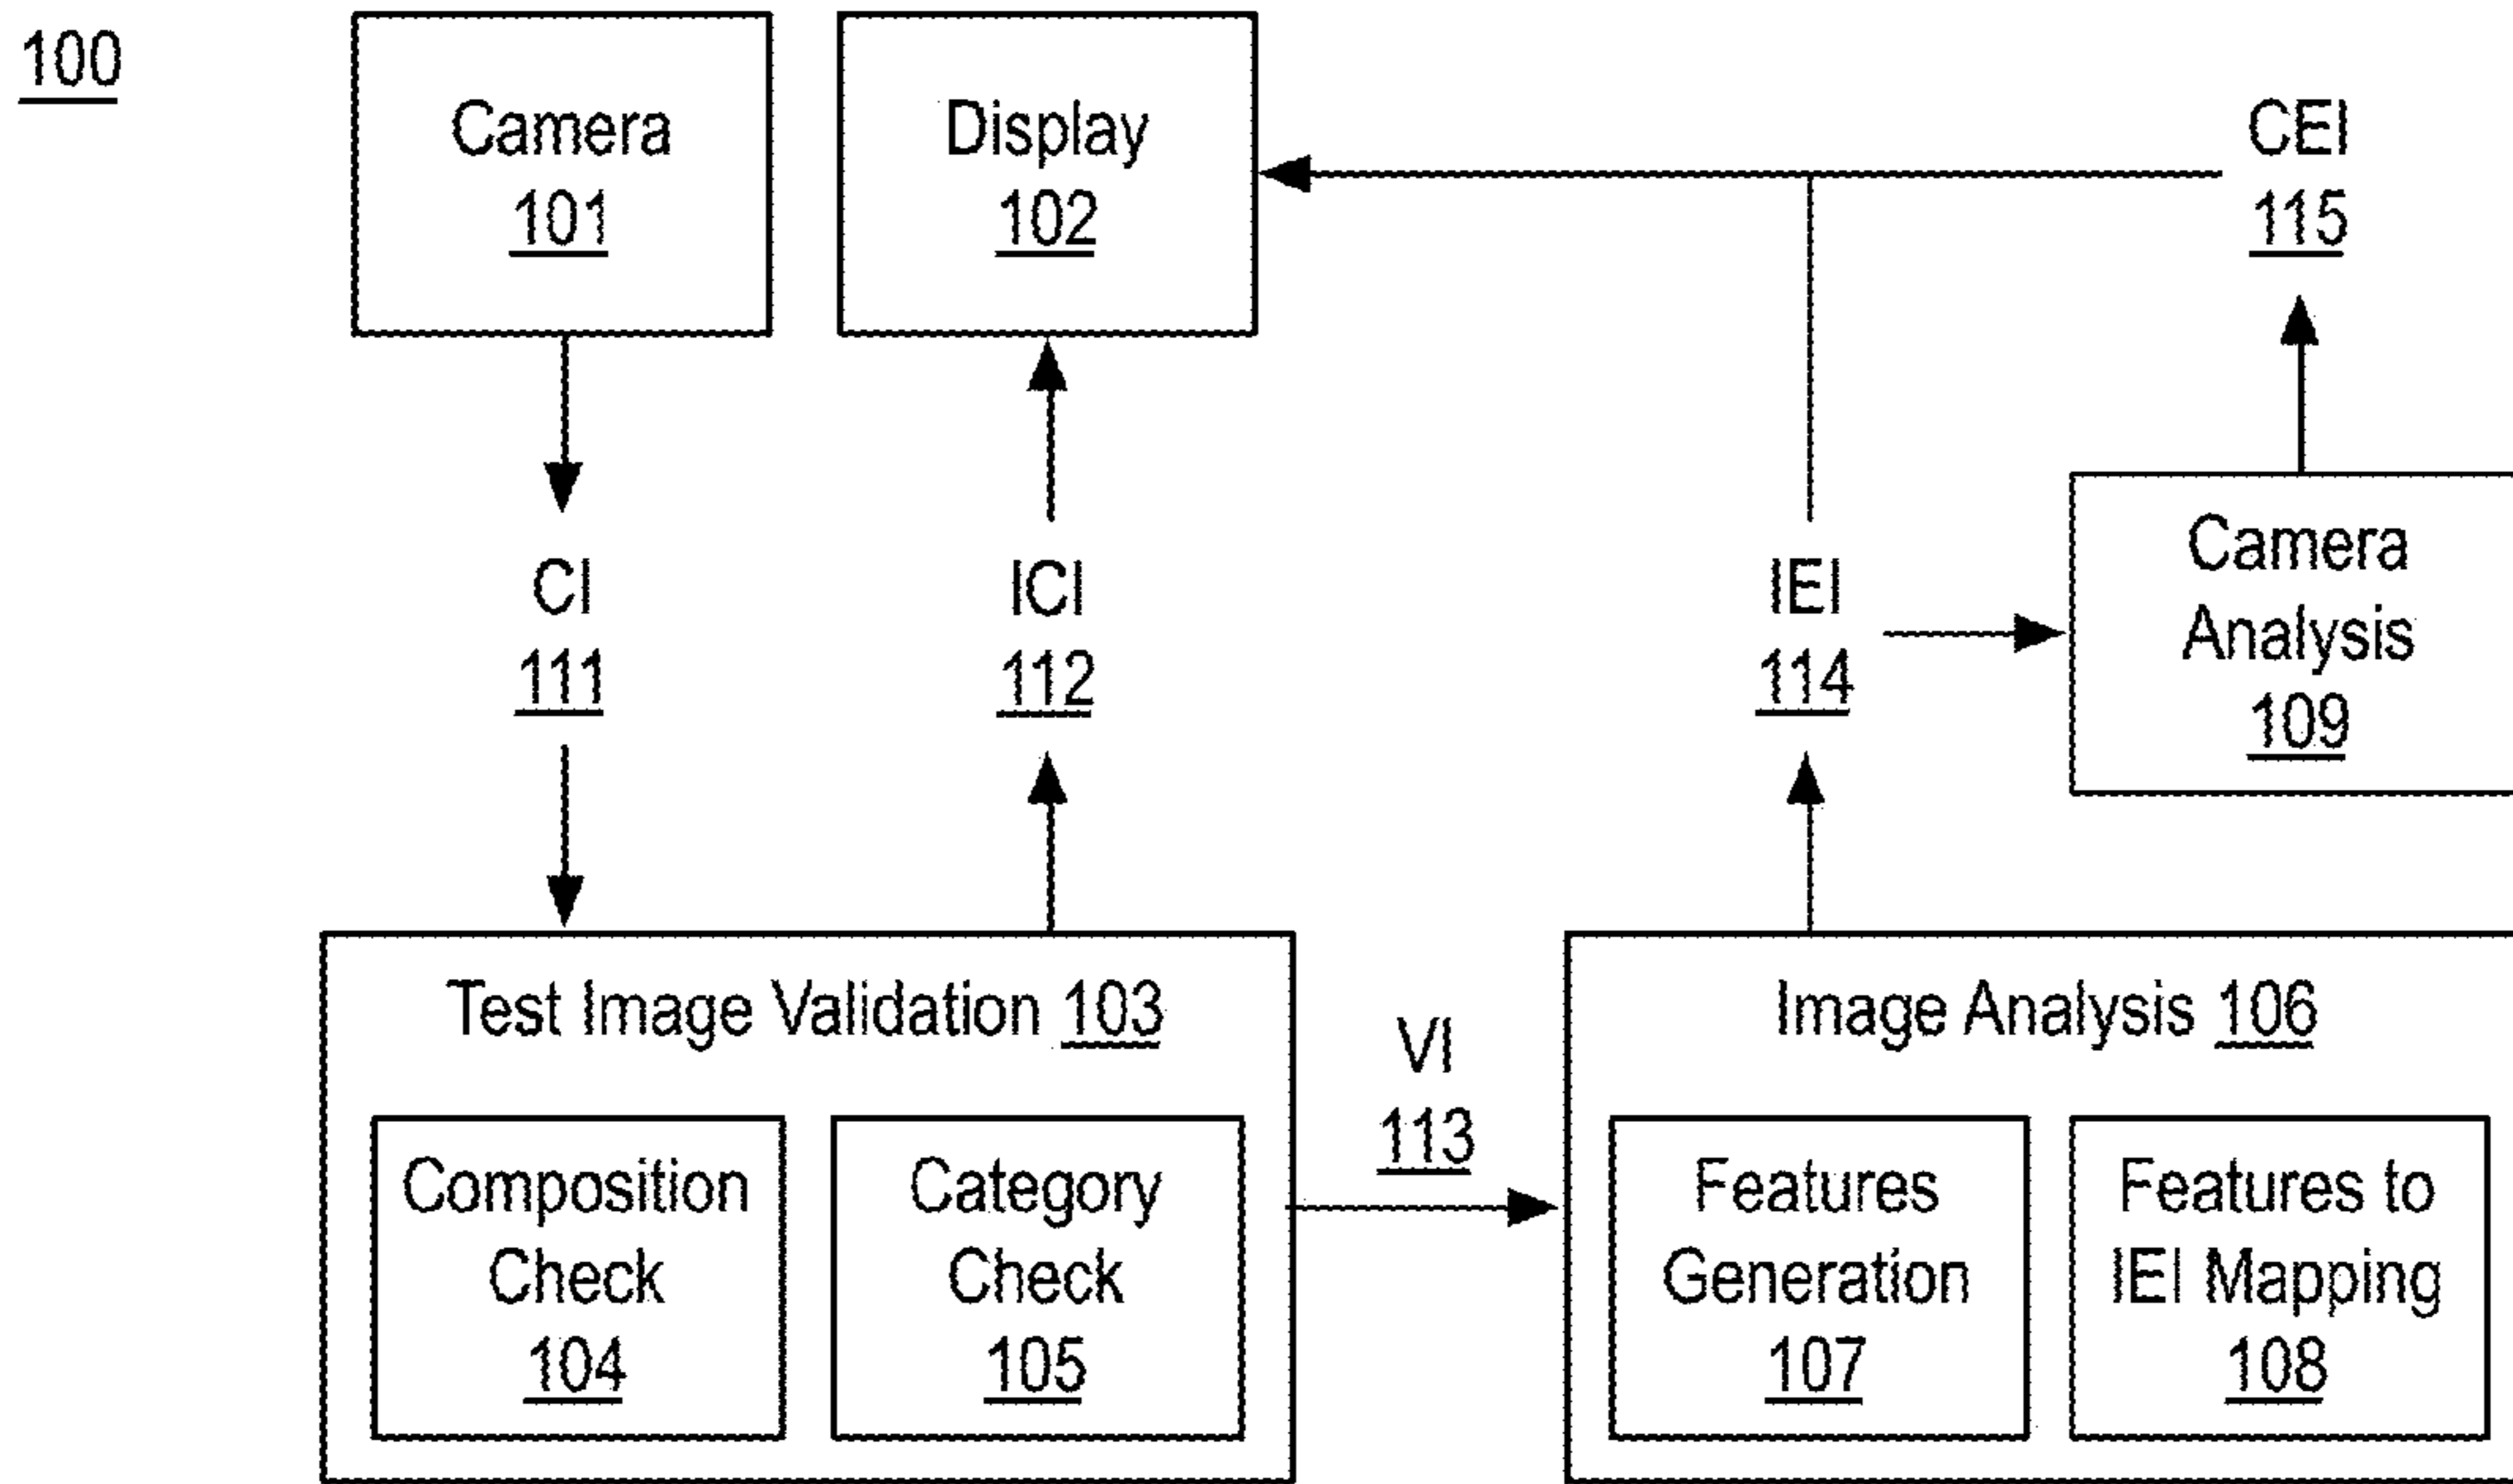 100
Camera
101
Display
102
CEI
115
CI
111
ICI
112
IEI
114
Camera
Analysis
109
Test Image Validation 103
Composition
Check
104
Category
Check
105
VI
113
Image Analysis 106
Features
Generation
107
Features to
IEI Mapping
108